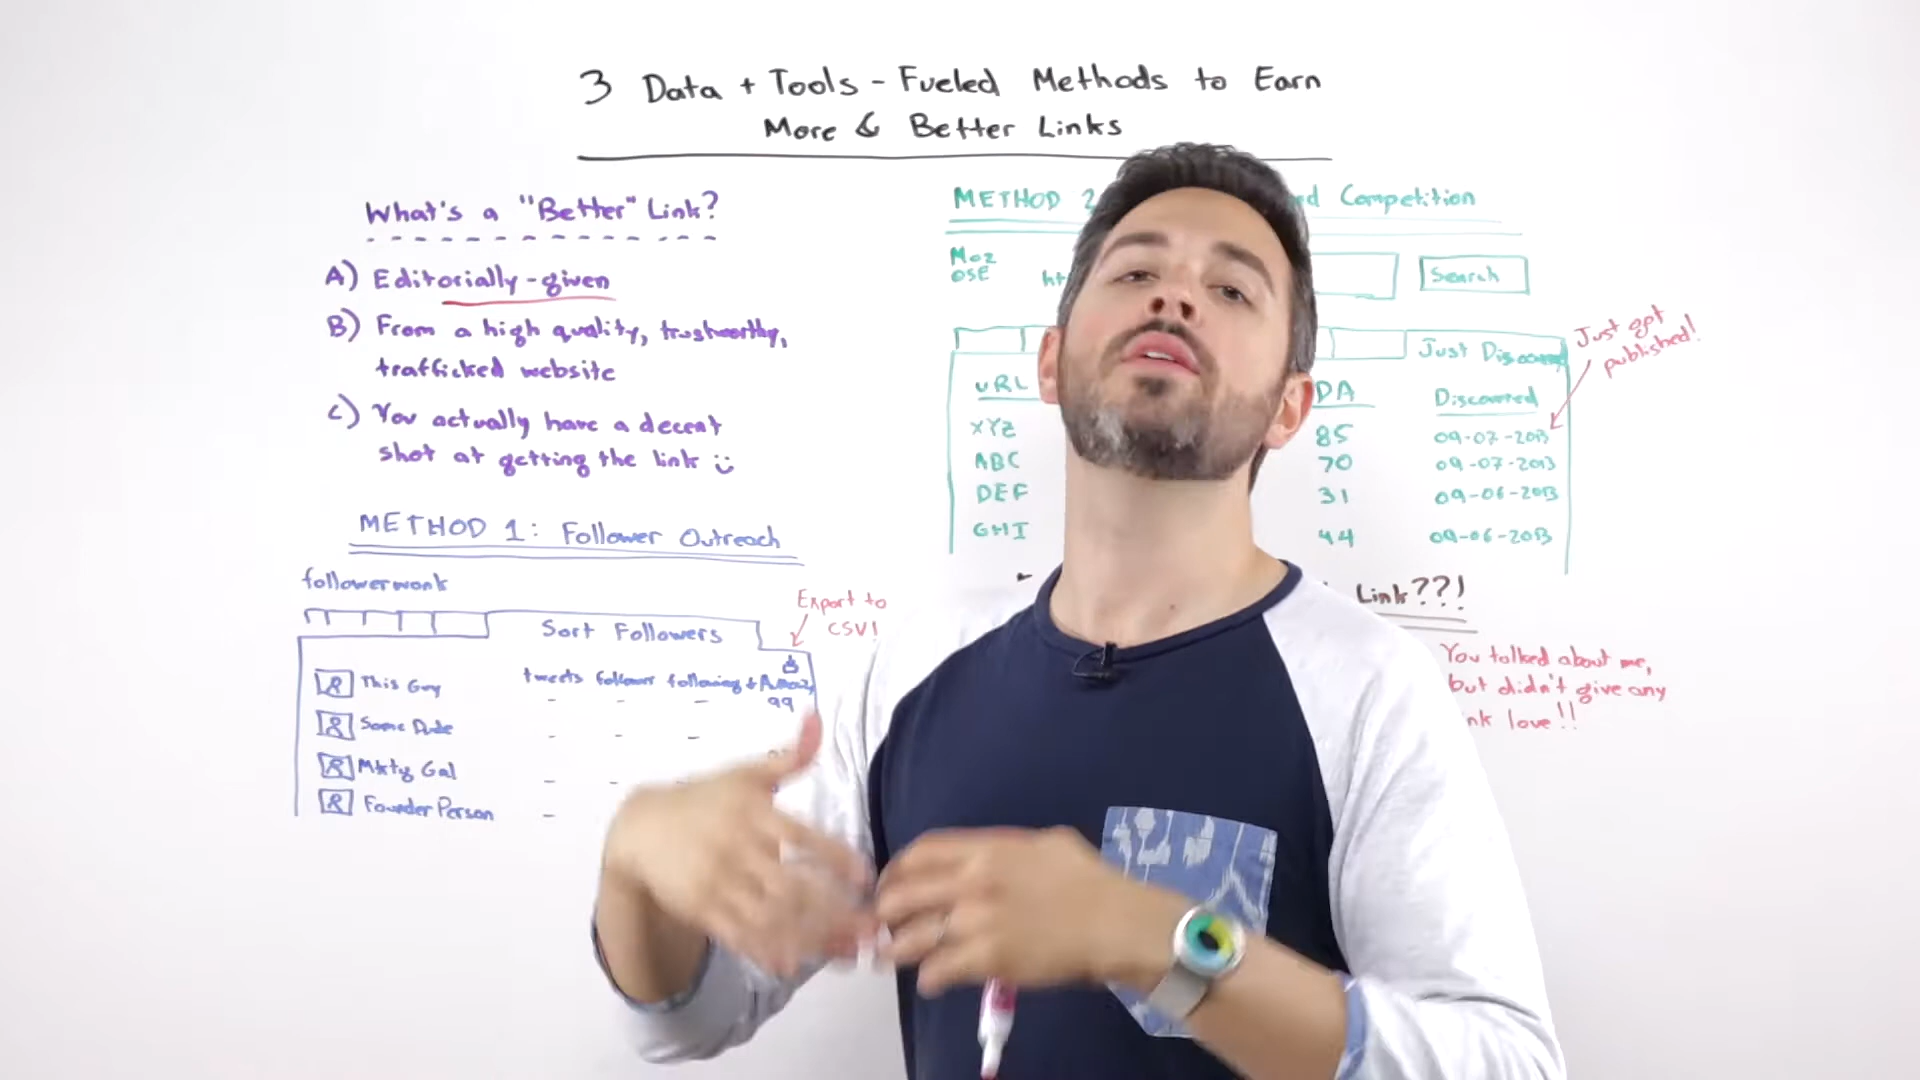 3 Data + Tools - Fueled Methods to Earn
More & Better Links
What's a "Better" Link?
A) Editorially-given
B) From a high quality, trustworthy,
trafficked website
C) You actually have a decent
shot at getting the link
METHOD 1: Follower Outreach
followerwonk
Export to
CSV!
Sort Followers
tweets follower following
This Guy
99
Some Dude
Mktg Gal
Founder Person
METHOD 2 Competition
Moz
OSE
Search
Just Discovered
Just got
published!
URL DA Discovered
XYZ 85 09-07-2013
ABC 70 09-07-2013
DEF 31 09-06-2013
GHI 44 09-06-2013
Link??!
You talked about me,
but didn't give any
love!!